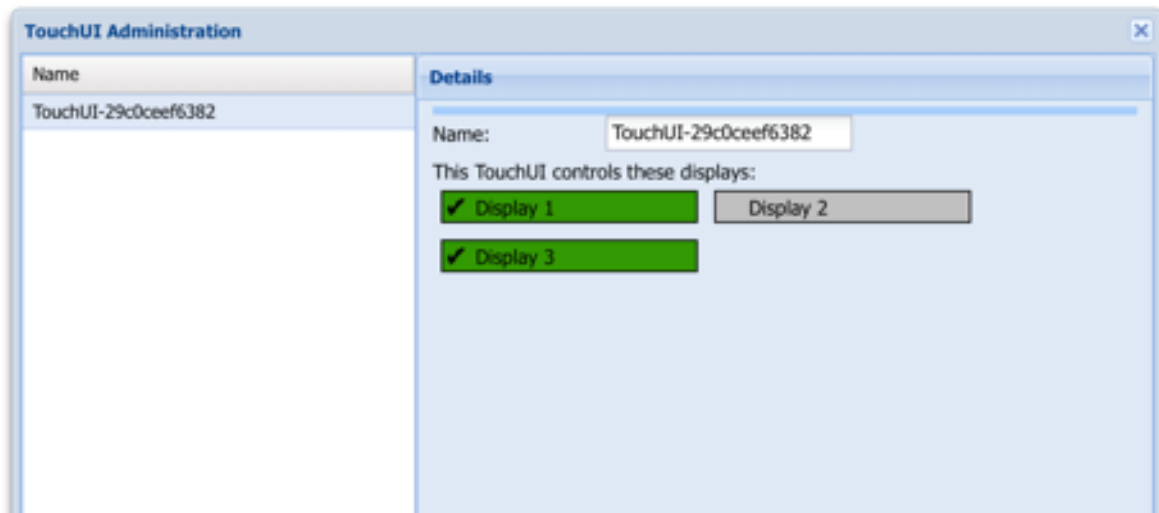 TouchUI Administration
Name
TouchUI-29c0ceef6382
Details
Name: TouchUI-29c0ceef6382
This TouchUI controls these displays:
✔ Display 1 Display 2
✔ Display 3